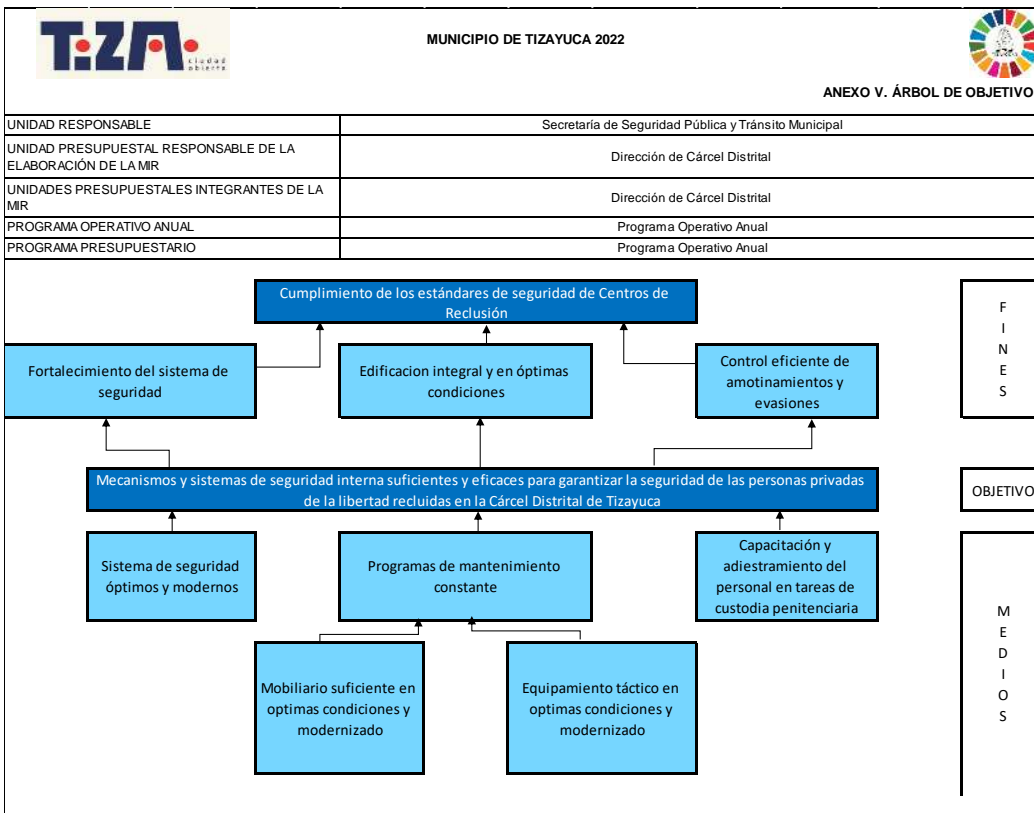 TIZA
ciudad
abierta
MUNICIPIO DE TIZAYUCA 2022
ANEXO V. ÁRBOL DE OBJETIVO
UNIDAD RESPONSABLE
Secretaría de Seguridad Pública y Tránsito Municipal
UNIDAD PRESUPUESTAL RESPONSABLE DE LA
ELABORACIÓN DE LA MIR
Dirección de Cárcel Distrital
UNIDADES PRESUPUESTALES INTEGRANTES DE LA
MIR
Dirección de Cárcel Distrital
PROGRAMA OPERATIVO ANUAL
Programa Operativo Anual
PROGRAMA PRESUPUESTARIO
Programa Operativo Anual
Cumplimiento de los estándares de seguridad de Centros de
Reclusión
F
I
N
E
S
Fortalecimiento del sistema de
seguridad
Edificacion integral y en óptimas
condiciones
Control eficiente de
amotinamientos y
evasiones
Mecanismos y sistemas de seguridad interna suficientes y eficaces para garantizar la seguridad de las personas privadas
de la libertad recluidas en la Cárcel Distrital de Tizayuca
OBJETIVO
Sistema de seguridad
óptimos y modernos
Programas de mantenimiento
constante
Capacitación y
adiestramiento del
personal en tareas de
custodia penitenciaria
M
E
D
I
O
S
Mobiliario suficiente en
optimas condiciones y
modernizado
Equipamiento táctico en
optimas condiciones y
modernizado